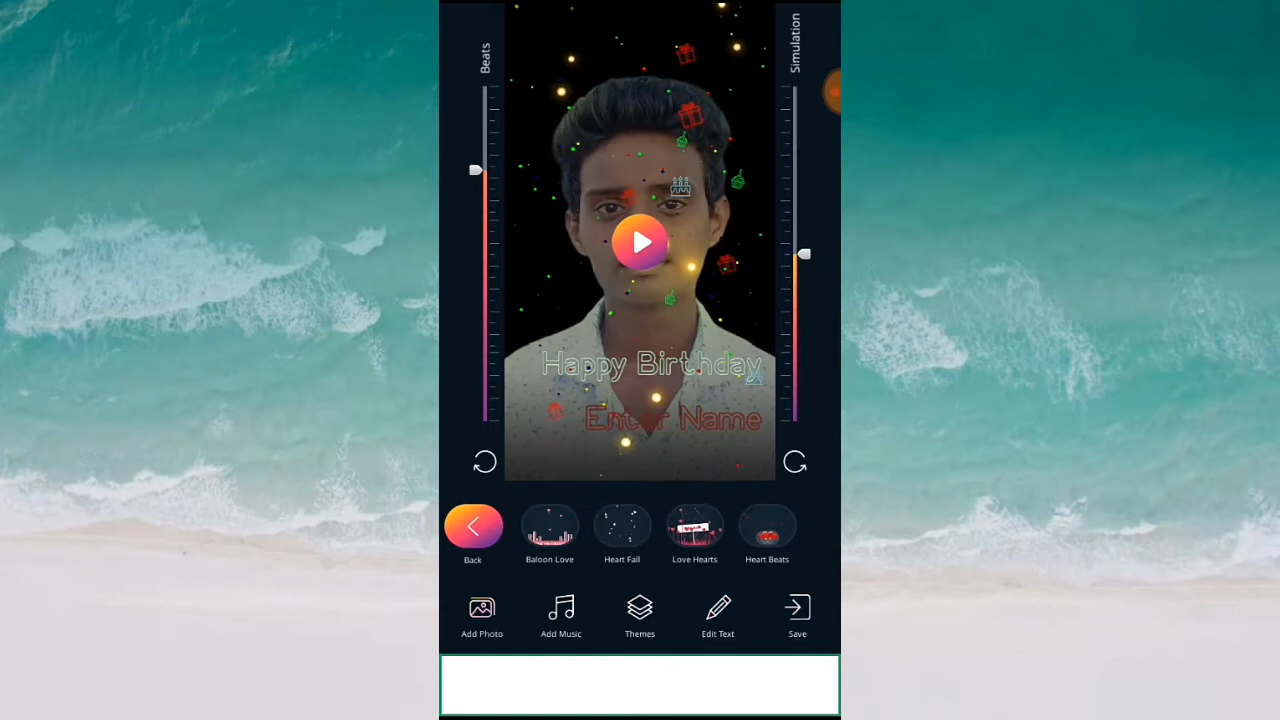 Beats
Simulation
Happy Birthday
Enter Name
Back
Baloon Love
Heart Fall
Love Hearts
Heart Beats
Add Photo
Add Music
Themes
Edit Text
Save